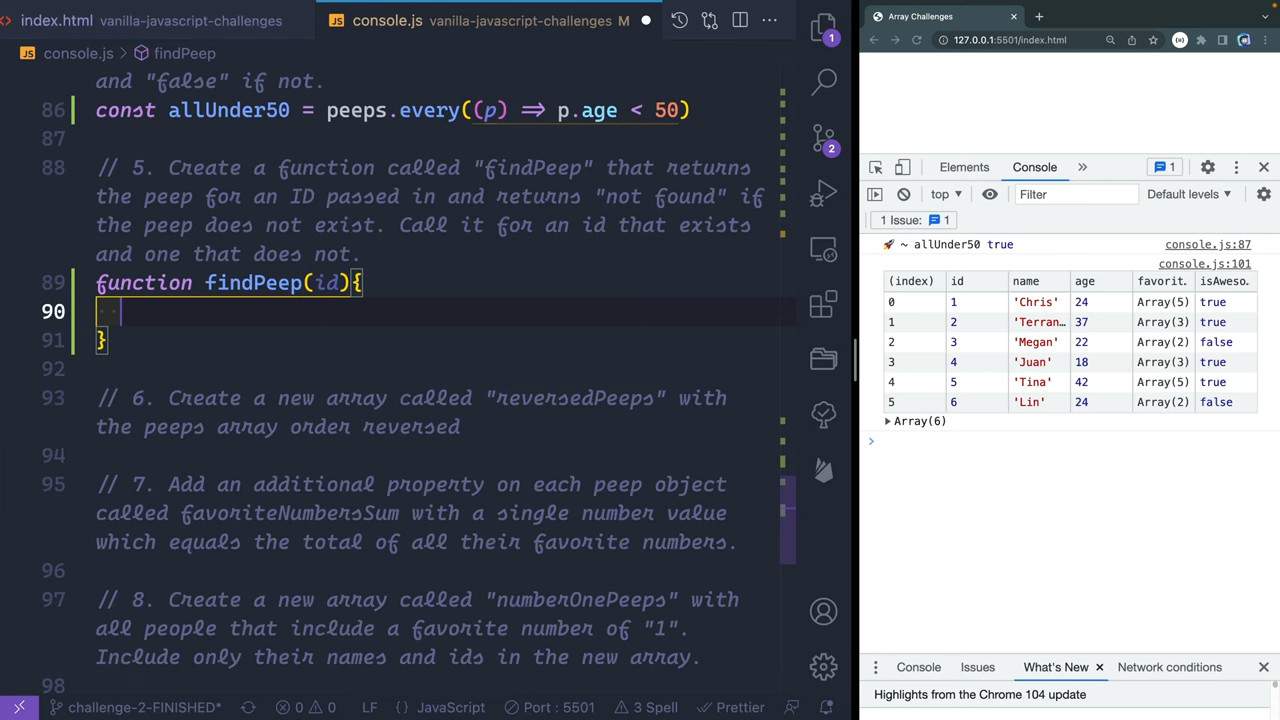 index.html vanilla-javascript-challenges
JS console.js vanilla-javascript-challenges M
JS console.js > findPeep
and "false" if not.
86 const allUnder50 = peeps.every((p) => p.age < 50)
87
88 // 5. Create a function called "findPeep" that returns
the peep for an ID passed in and returns "not found" if
the peep does not exist. Call it for an id that exists
and one that does not.
89 function findPeep(id){
90
91 }
92
93 // 6. Create a new array called "reversedPeeps" with
the peeps array order reversed
94
95 // 7. Add an additional property on each peep object
called favoriteNumbersSum with a single number value
which equals the total of all their favorite numbers.
96
97 // 8. Create a new array called "numberOnePeeps" with
all people that include a favorite number of "1".
Include only their names and ids in the new array.
98
challenge-2-FINISHED* 0 0 LF {} JavaScript Port : 5501 3 Spell Prettier
1
2
Array Challenges
127.0.0.1:5501/index.html
Elements Console 1
top Filter Default levels
1 Issue: 1
🚀 ~ allUnder50 true console.js:87
console.js:101
(index) id name age favorit… isAweso…
0 1 'Chris' 24 Array(5) true
1 2 'Terran… 37 Array(3) true
2 3 'Megan' 22 Array(2) false
3 4 'Juan' 18 Array(3) true
4 5 'Tina' 42 Array(5) true
5 6 'Lin' 24 Array(2) false
Array(6)
Console Issues What's New Network conditions
Highlights from the Chrome 104 update